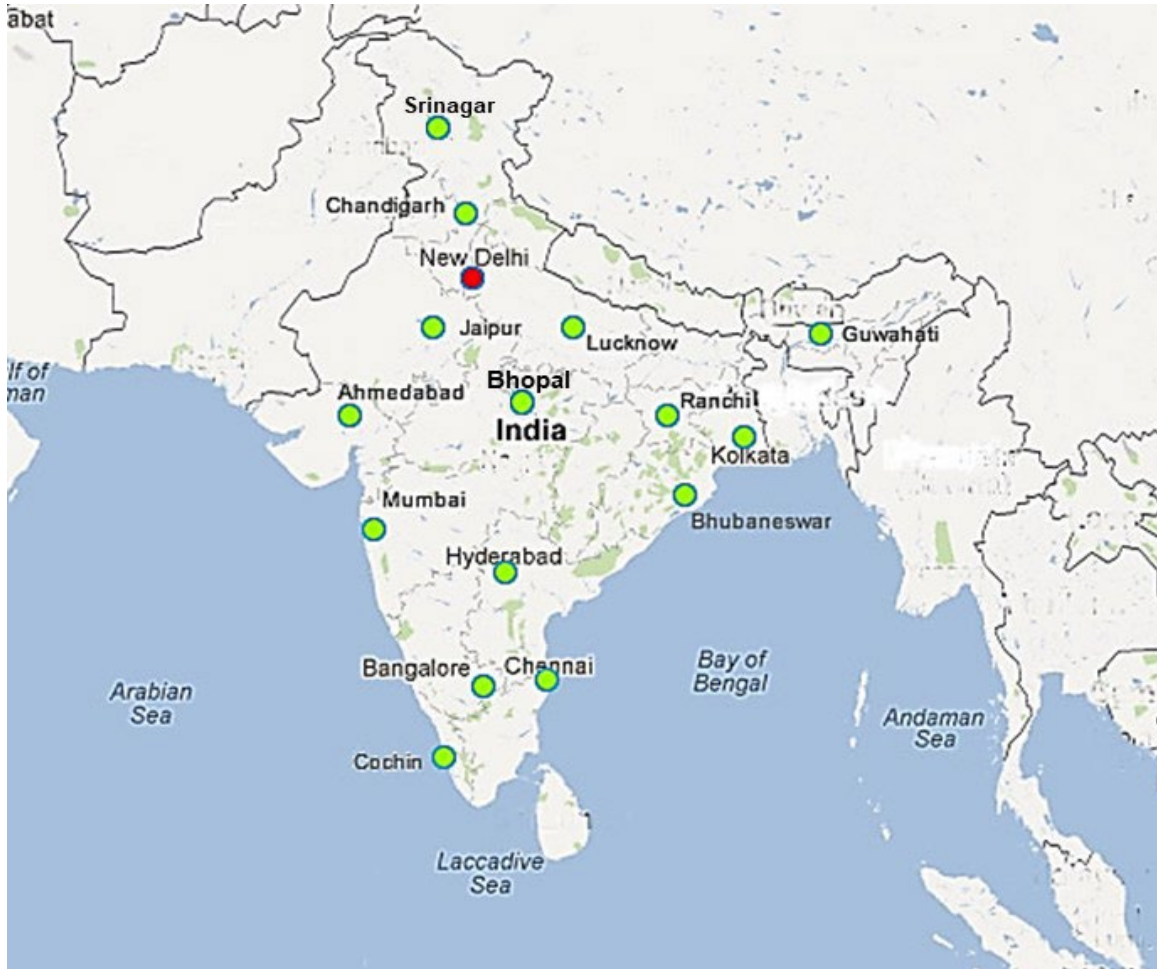 abat
Srinagar
Chandigarh
New Delhi
Jaipur
Lucknow
Guwahati
lf of
man
Ahmedabad
Bhopal
India
Ranchi
Kolkata
Mumbai
Bhubaneswar
Hyderabad
Bangalore
Chennai
Bay of
Bengal
Arabian
Sea
Andaman
Sea
Cochin
Laccadive
Sea